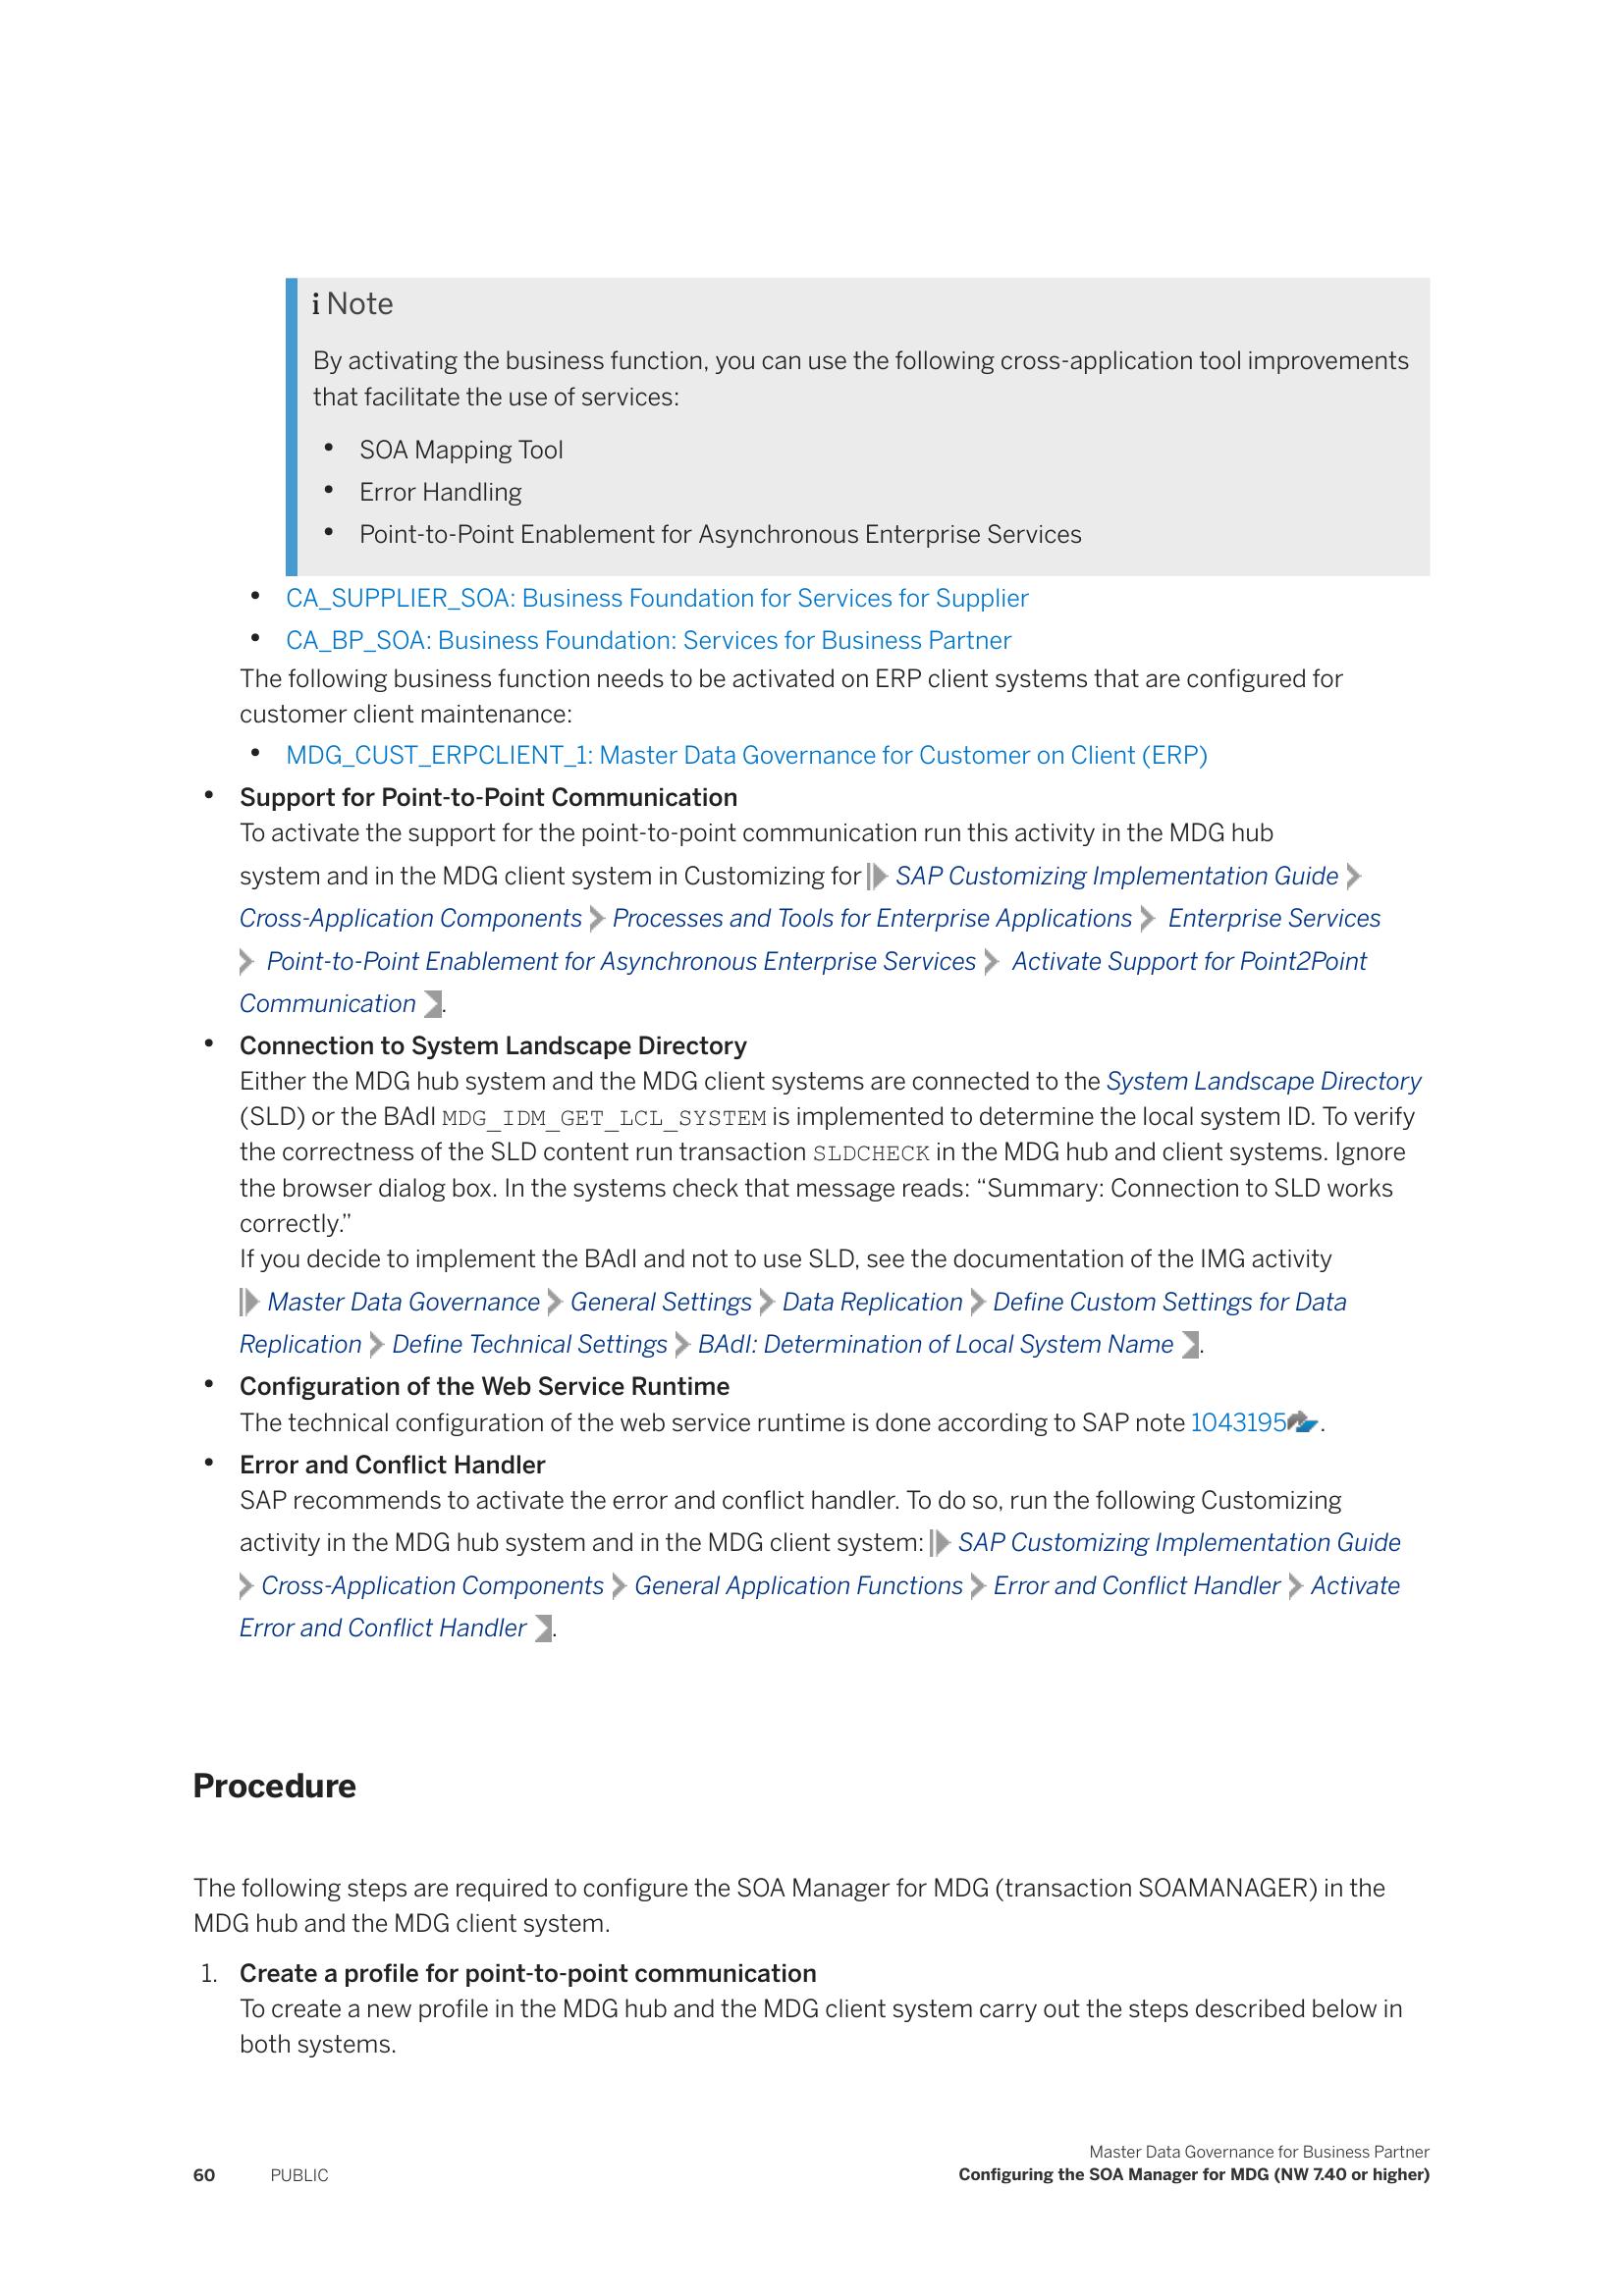 i Note
By activating the business function, you can use the following cross-application tool improvements
that facilitate the use of services:
• SOA Mapping Tool
• Error Handling
• Point-to-Point Enablement for Asynchronous Enterprise Services
• CA_SUPPLIER_SOA: Business Foundation for Services for Supplier
• CA_BP_SOA: Business Foundation: Services for Business Partner
The following business function needs to be activated on ERP client systems that are configured for
customer client maintenance:
• MDG_CUST_ERPCLIENT_1: Master Data Governance for Customer on Client (ERP)
• Support for Point-to-Point Communication
To activate the support for the point-to-point communication run this activity in the MDG hub
system and in the MDG client system in Customizing for SAP Customizing Implementation Guide
Cross-Application Components Processes and Tools for Enterprise Applications Enterprise Services
Point-to-Point Enablement for Asynchronous Enterprise Services Activate Support for Point2Point
Communication .
• Connection to System Landscape Directory
Either the MDG hub system and the MDG client systems are connected to the System Landscape Directory
(SLD) or the BAdI MDG_IDM_GET_LCL_SYSTEM is implemented to determine the local system ID. To verify
the correctness of the SLD content run transaction SLDCHECK in the MDG hub and client systems. Ignore
the browser dialog box. In the systems check that message reads: “Summary: Connection to SLD works
correctly.”
If you decide to implement the BAdI and not to use SLD, see the documentation of the IMG activity
Master Data Governance General Settings Data Replication Define Custom Settings for Data
Replication Define Technical Settings BAdI: Determination of Local System Name .
• Configuration of the Web Service Runtime
The technical configuration of the web service runtime is done according to SAP note 1043195 .
• Error and Conflict Handler
SAP recommends to activate the error and conflict handler. To do so, run the following Customizing
activity in the MDG hub system and in the MDG client system: SAP Customizing Implementation Guide
Cross-Application Components General Application Functions Error and Conflict Handler Activate
Error and Conflict Handler .
Procedure
The following steps are required to configure the SOA Manager for MDG (transaction SOAMANAGER) in the
MDG hub and the MDG client system.
1. Create a profile for point-to-point communication
To create a new profile in the MDG hub and the MDG client system carry out the steps described below in
both systems.
Master Data Governance for Business Partner
60 PUBLIC Configuring the SOA Manager for MDG (NW 7.40 or higher)